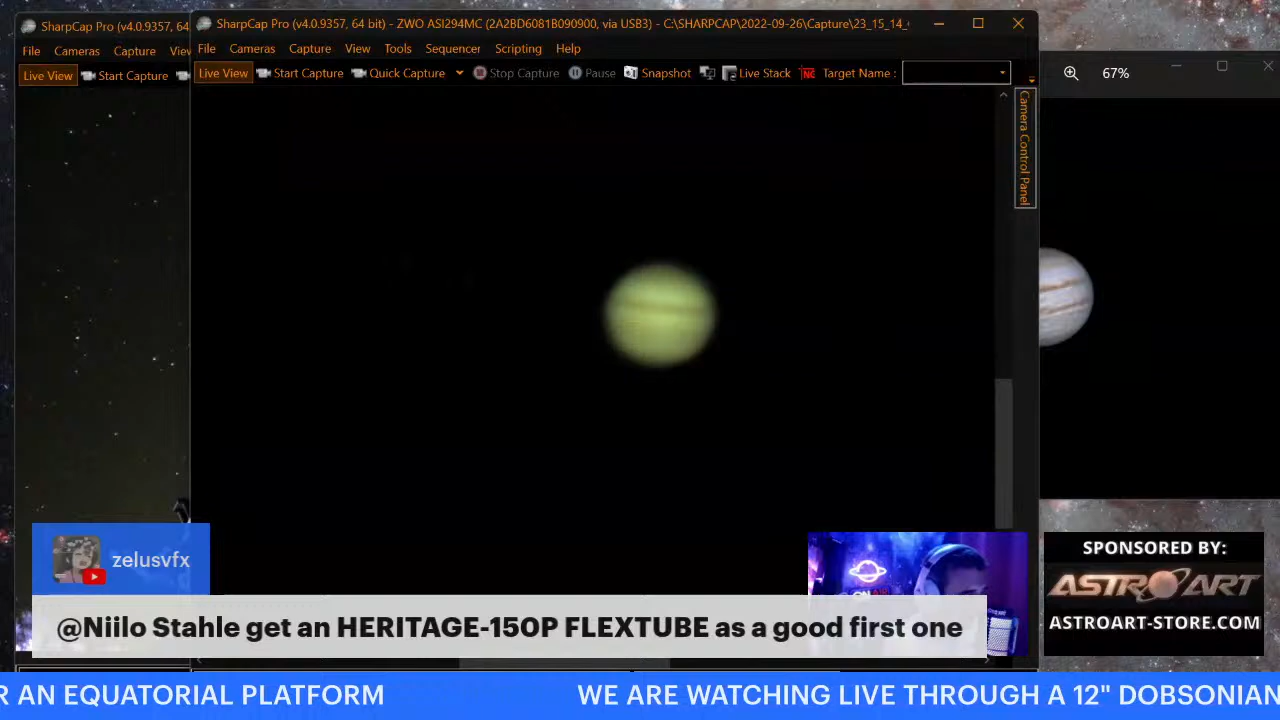 SharpCap Pro (v4.0.9357, 64
File Cameras Capture
Live View Start Capture
SharpCap Pro (v4.0.9357, 64 bit) - ZWO ASI294MC (2A2BD6081B090900, via USB3) - C:\SHARPCAP\2022-09-26\Capture\23_15_14_
File Cameras Capture View Tools Sequencer Scripting Help
Live View Start Capture Quick Capture Stop Capture Pause Snapshot Live Stack NC Target Name :
Camera Control Panel
67%
zelusvfx
@Niilo Stahle get an HERITAGE-150P FLEXTUBE as a good first one
SPONSORED BY:
ASTROART
ASTROART-STORE.COM
R AN EQUATORIAL PLATFORM WE ARE WATCHING LIVE THROUGH A 12" DOBSONIAN